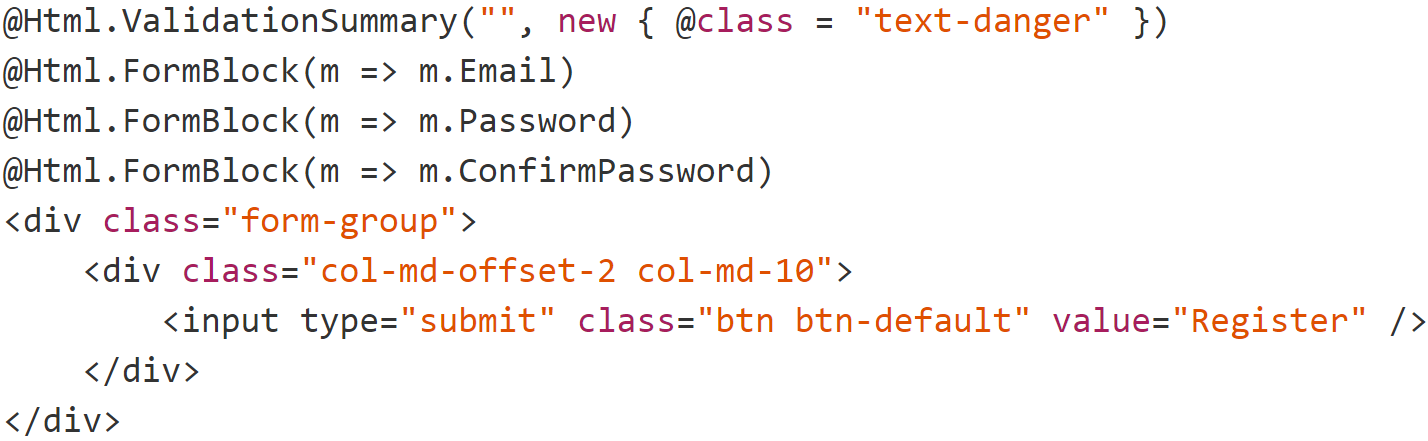 @Html.ValidationSummary("", new { @class = "text-danger" })
@Html.FormBlock(m => m.Email)
@Html.FormBlock(m => m.Password)
@Html.FormBlock(m => m.ConfirmPassword)
<div class="form-group">
    <div class="col-md-offset-2 col-md-10">
        <input type="submit" class="btn btn-default" value="Register" />
    </div>
</div>